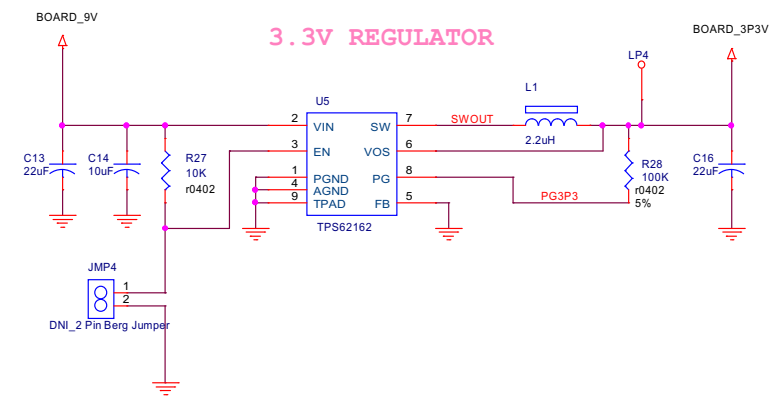 BOARD_9V
3.3V REGULATOR
BOARD_3P3V
LP4
L1
U5
2 VIN SW 7 SWOUT
3 EN VOS 6 2.2uH
C13 22uF
C14 10uF
R27 10K r0402
1 PGND PG 8
4 AGND
9 TPAD FB 5
PG3P3
R28 100K r0402 5%
C16 22uF
TPS62162
JMP4
1
2
DNI_2 Pin Berg Jumper